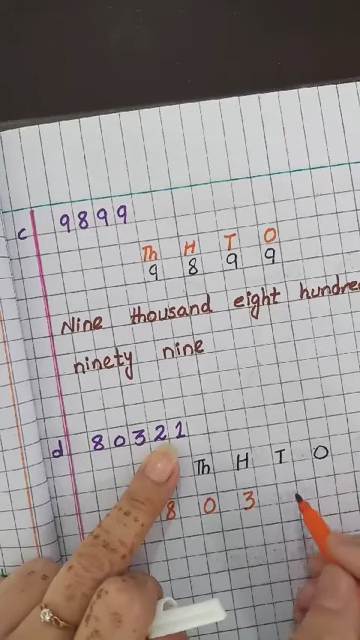 c 9899
Th H T O
9 8 9 9
Nine thousand eight hundred
ninety nine
d 80321
Th H T O
8 0 3